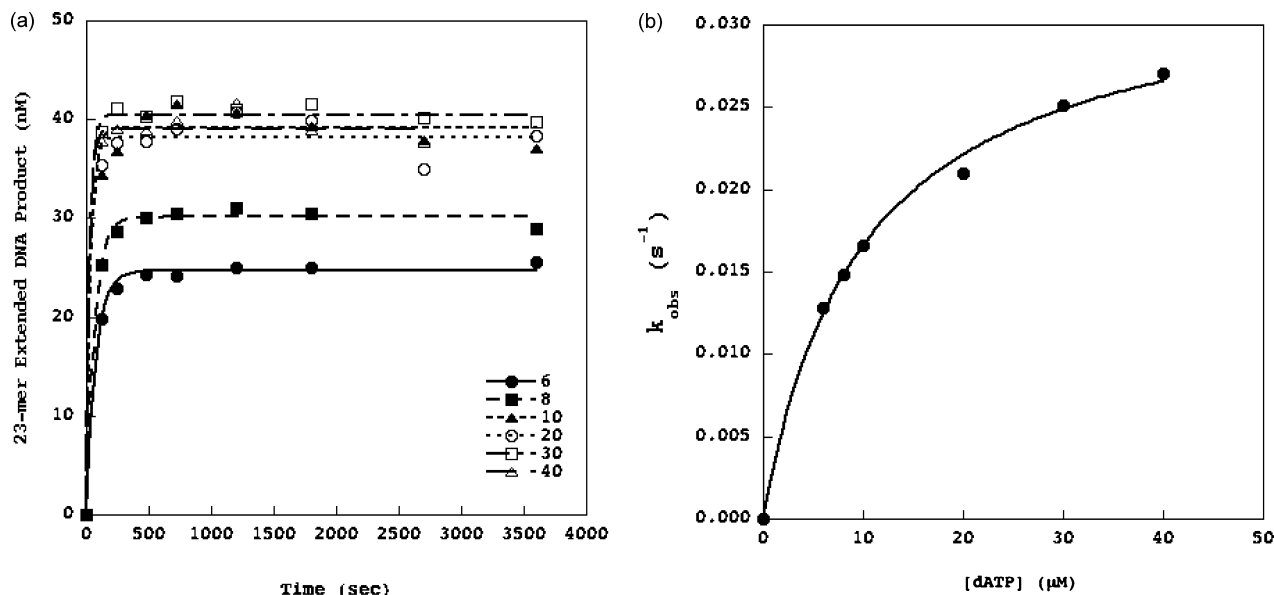 (a)
50
40
30
20
10
0
23-mer Extended DNA Product (nM)
6
8
10
20
30
40
0 500 1000 1500 2000 2500 3000 3500 4000
Time (sec)
(b)
0.030
0.025
0.020
0.015
0.010
0.005
0.000
k obs (s⁻¹)
0 10 20 30 40 50
[dATP] (µM)